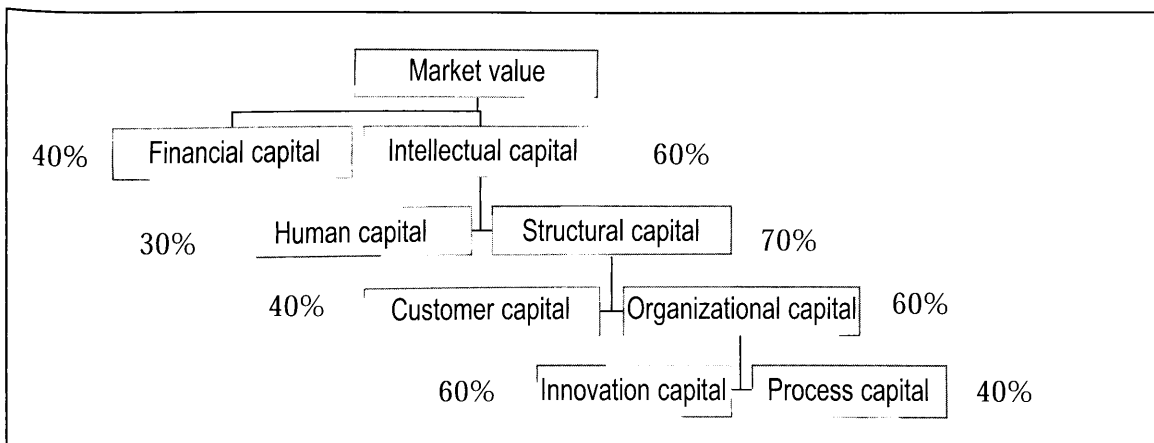 Market value
40% Financial capital Intellectual capital 60%
30% Human capital Structural capital 70%
40% Customer capital Organizational capital 60%
60% Innovation capital Process capital 40%